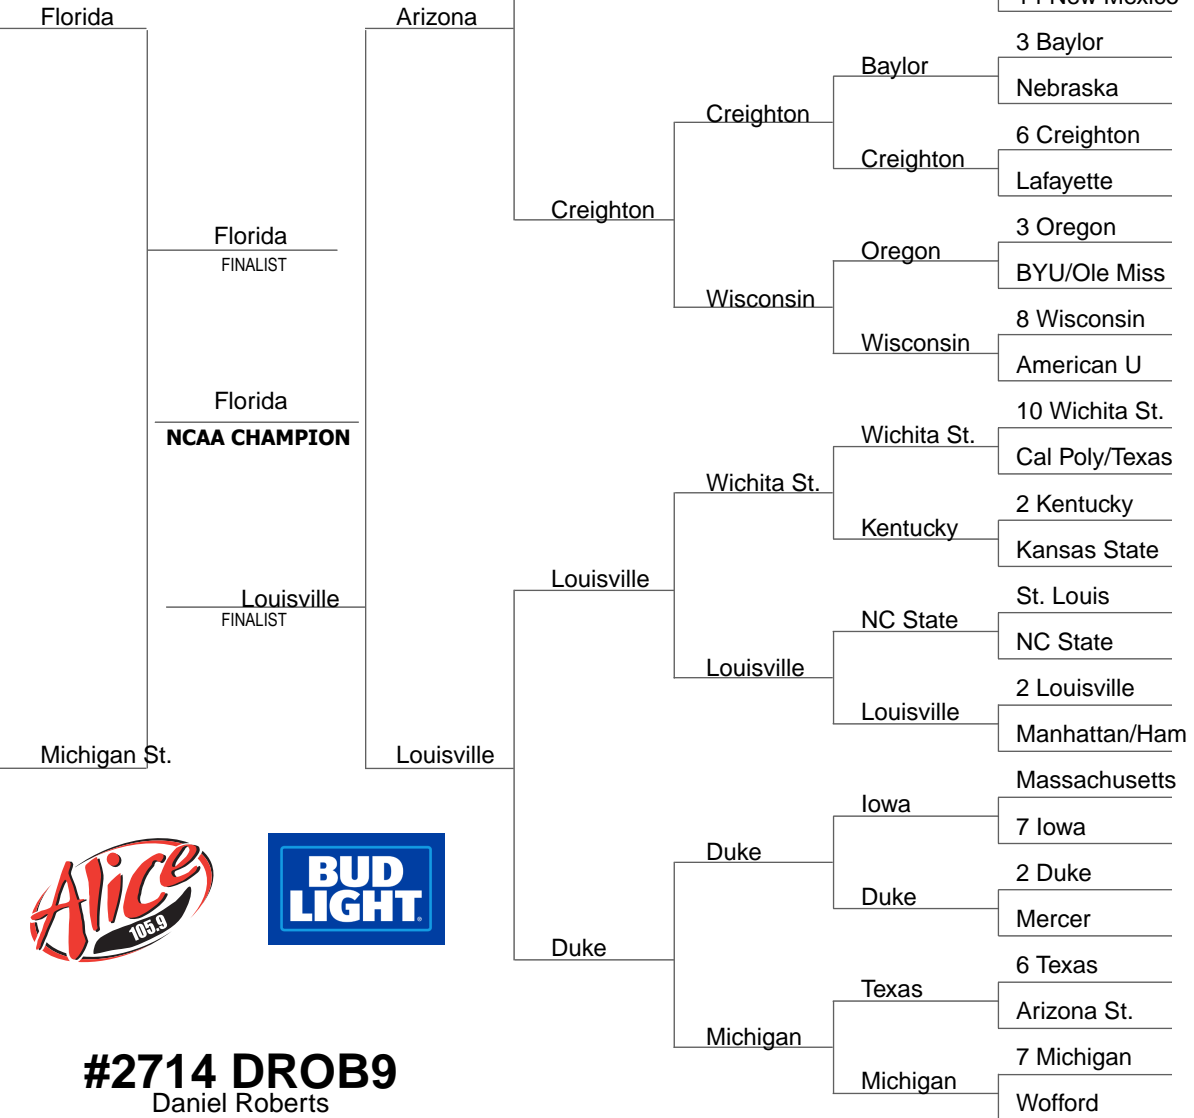 Florida
Florida
FINALIST
Florida
NCAA CHAMPION
Louisville
FINALIST
Michigan St.
Arizona
Louisville
Creighton
Louisville
Duke
Creighton
Wisconsin
Wichita St.
Louisville
Duke
Michigan
Baylor
Creighton
Oregon
Wisconsin
Wichita St.
Kentucky
NC State
Louisville
Iowa
Duke
Texas
Michigan
3 Baylor
Nebraska
6 Creighton
Lafayette
3 Oregon
BYU/Ole Miss
8 Wisconsin
American U
10 Wichita St.
Cal Poly/Texas
2 Kentucky
Kansas State
St. Louis
NC State
2 Louisville
Manhattan/Ham
Massachusetts
7 Iowa
2 Duke
Mercer
6 Texas
Arizona St.
7 Michigan
Wofford
Alice
105.9
BUD
LIGHT
#2714 DROB9
Daniel Roberts